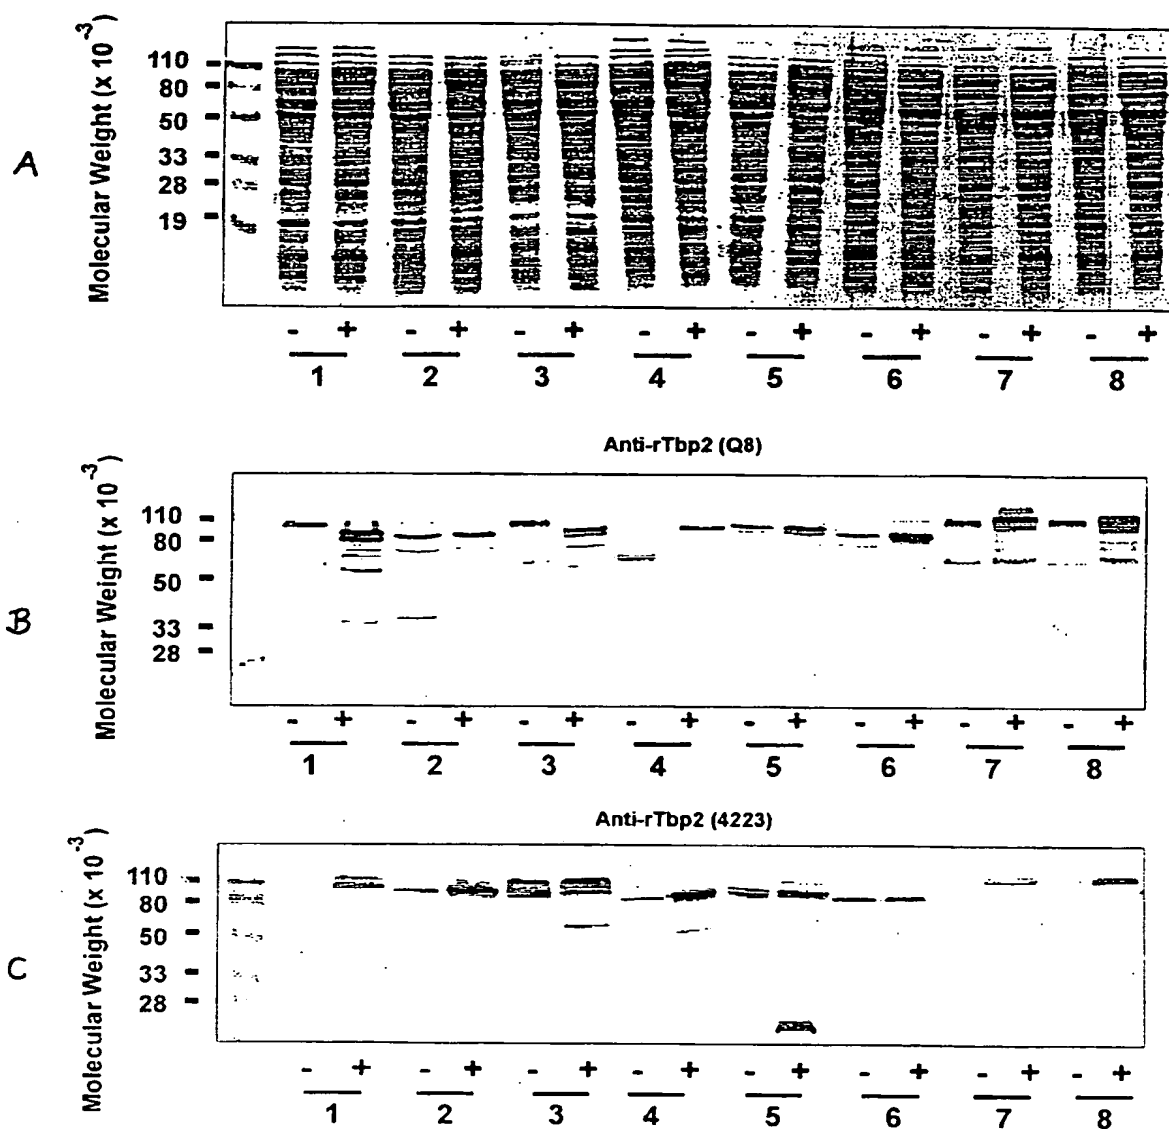 A
Molecular Weight (x 10-3)
110
80
50
33
28
19
- + - + - + - + - + - + - + - +
1 2 3 4 5 6 7 8
Anti-rTbp2 (Q8)
B
Molecular Weight (x 10-3)
110
80
50
33
28
- + - + - + - + - + - + - + - +
1 2 3 4 5 6 7 8
Anti-rTbp2 (4223)
C
Molecular Weight (x 10-3)
110
80
50
33
28
- + - + - + - + - + - + - + - +
1 2 3 4 5 6 7 8